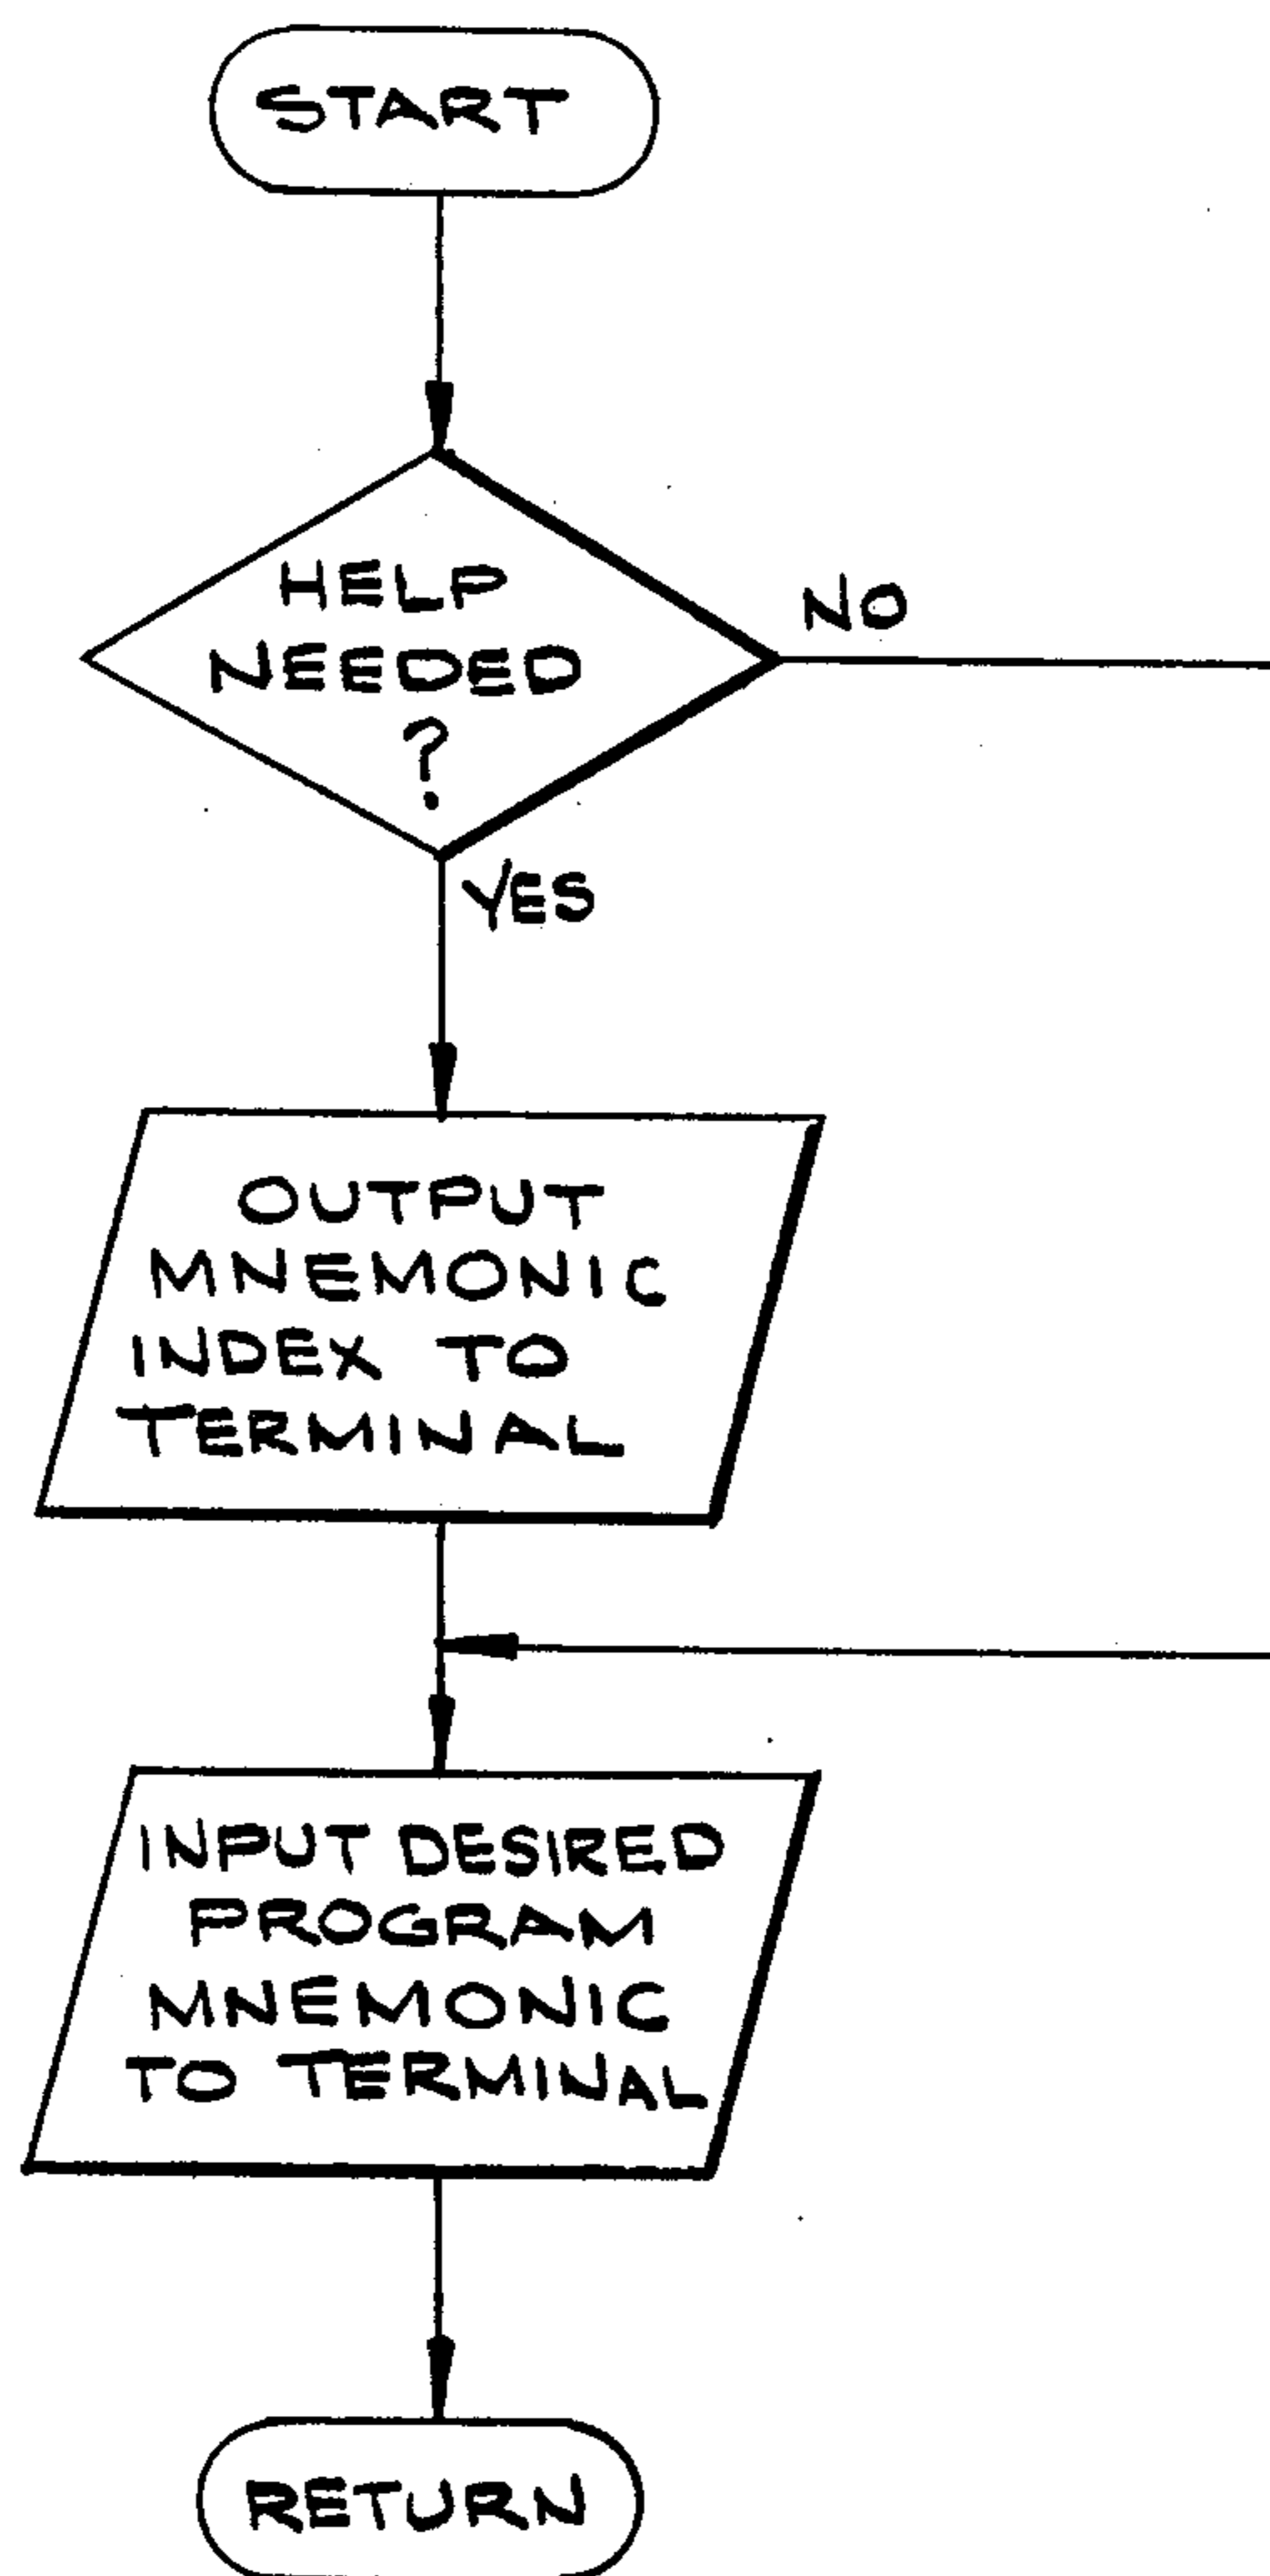 START
HELP
NEEDED
?
NO
YES
OUTPUT
MNEMONIC
INDEX TO
TERMINAL
INPUT DESIRED
PROGRAM
MNEMONIC
TO TERMINAL
RETURN